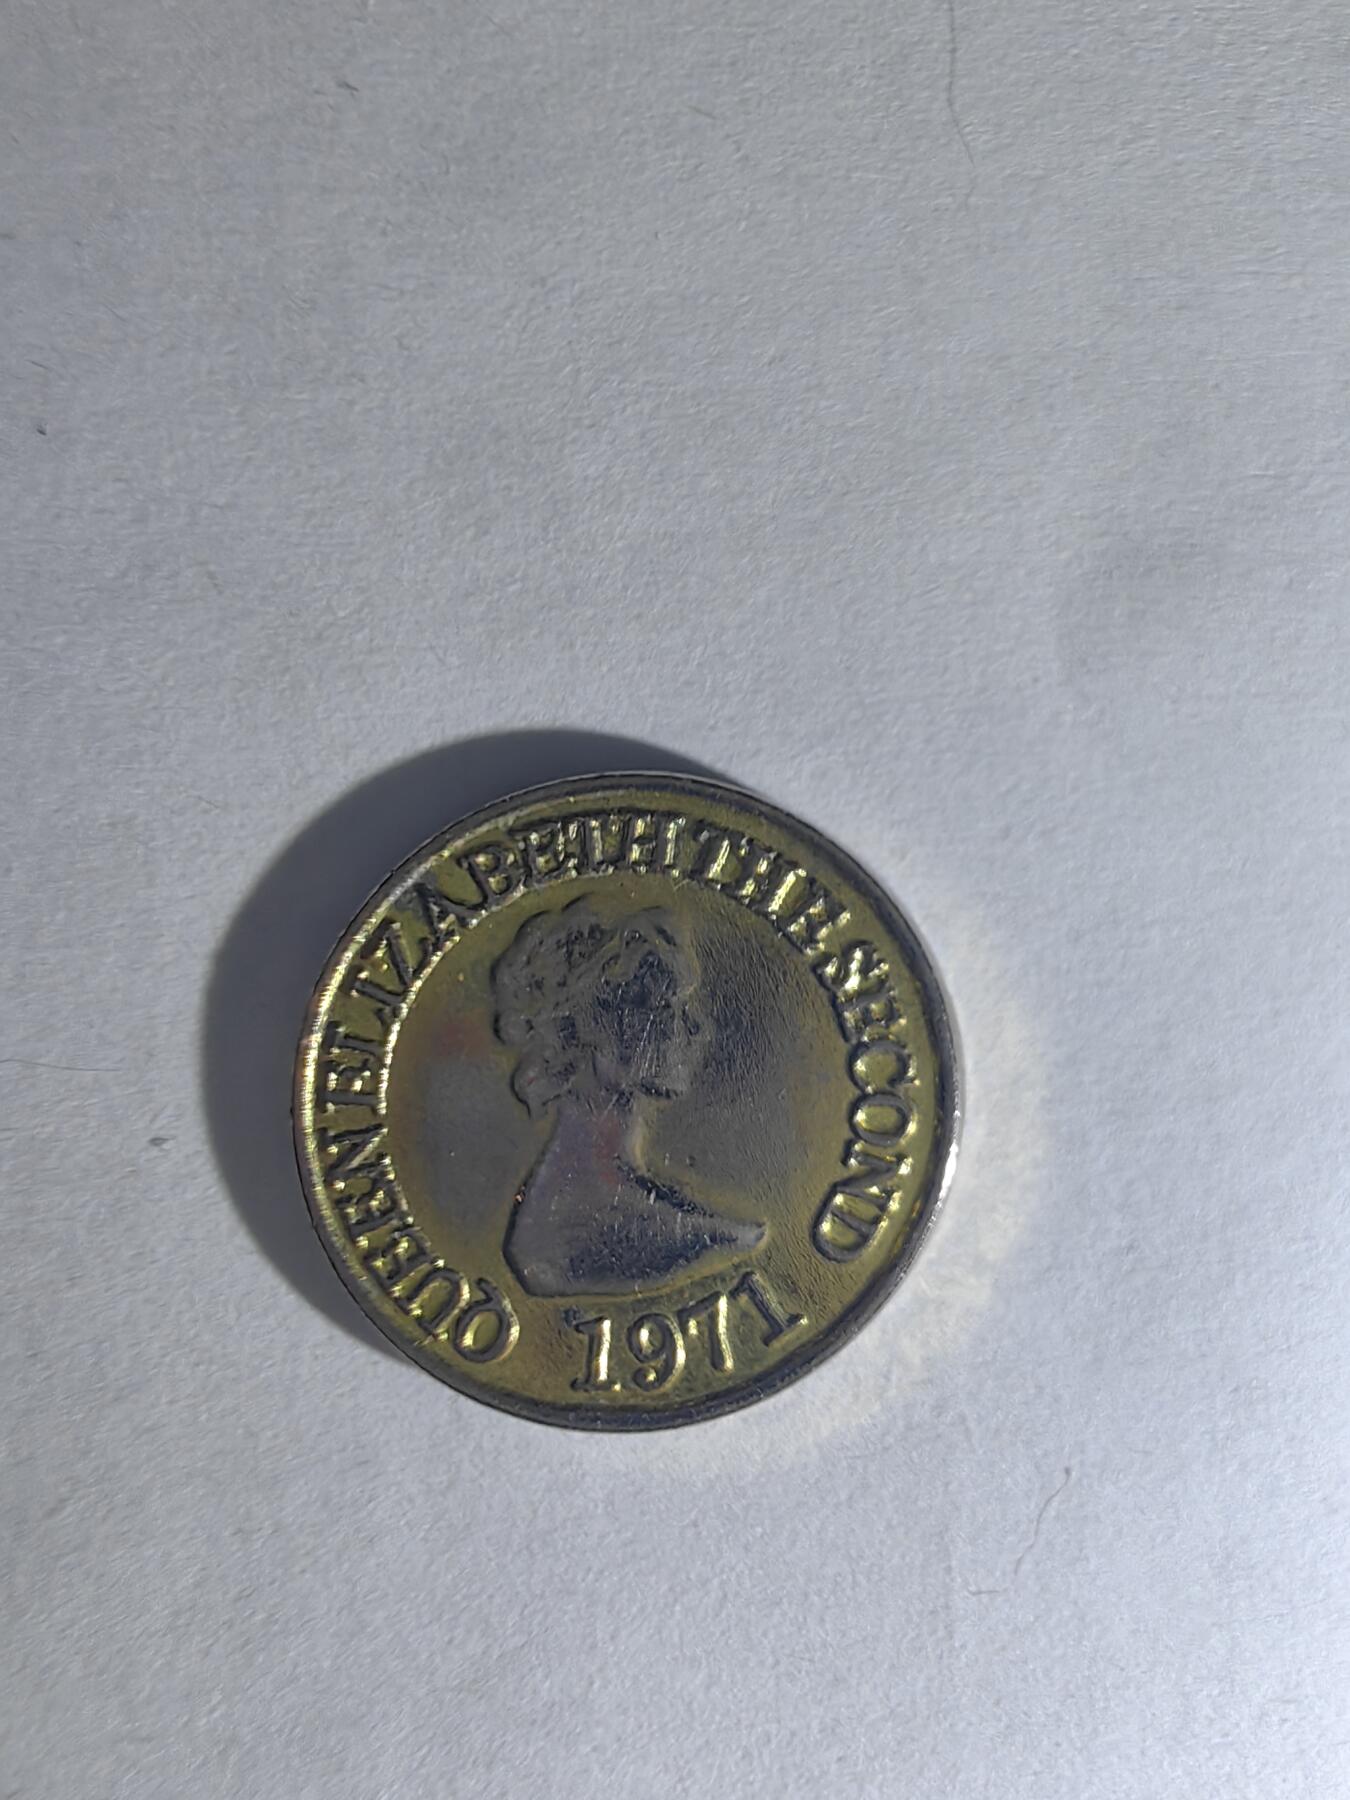 QUEEN ELIZABETH THE SECOND
1971